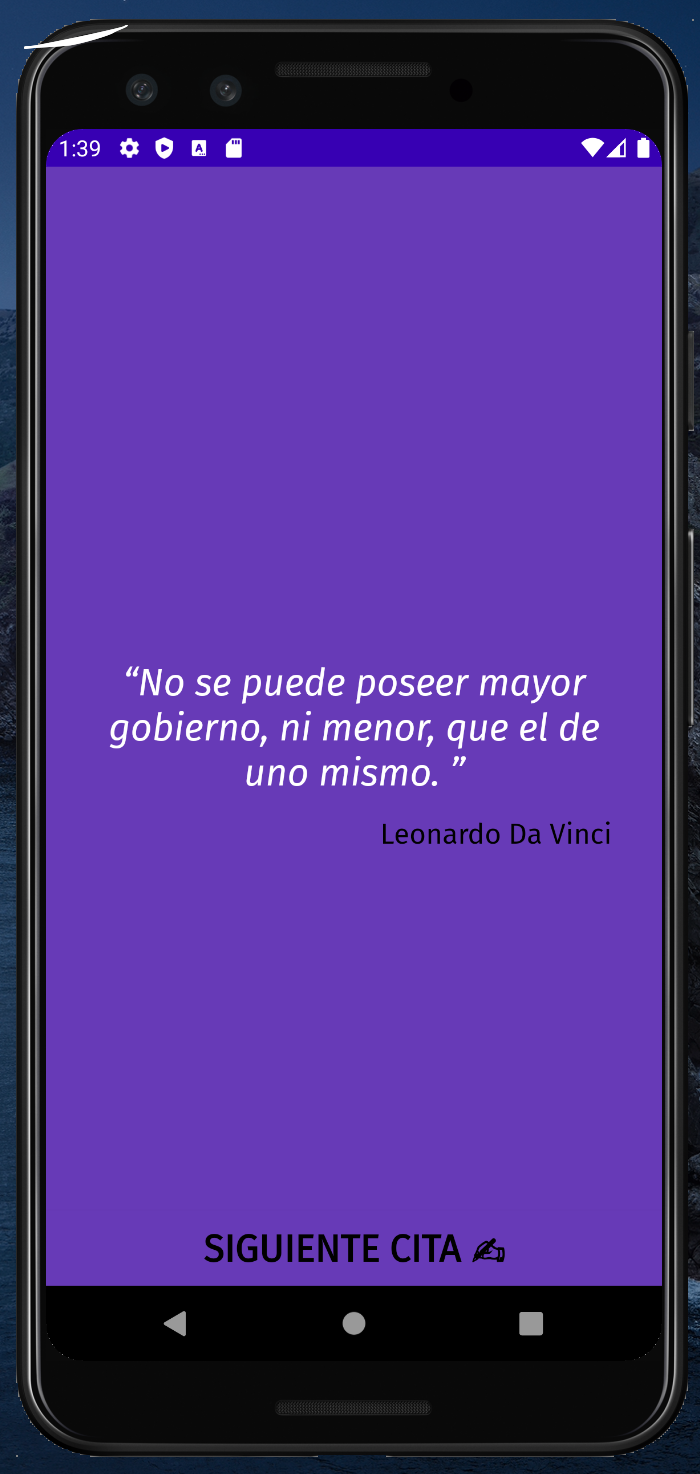 1:39
“No se puede poseer mayor
gobierno, ni menor, que el de
uno mismo. ”
Leonardo Da Vinci
SIGUIENTE CITA ✍